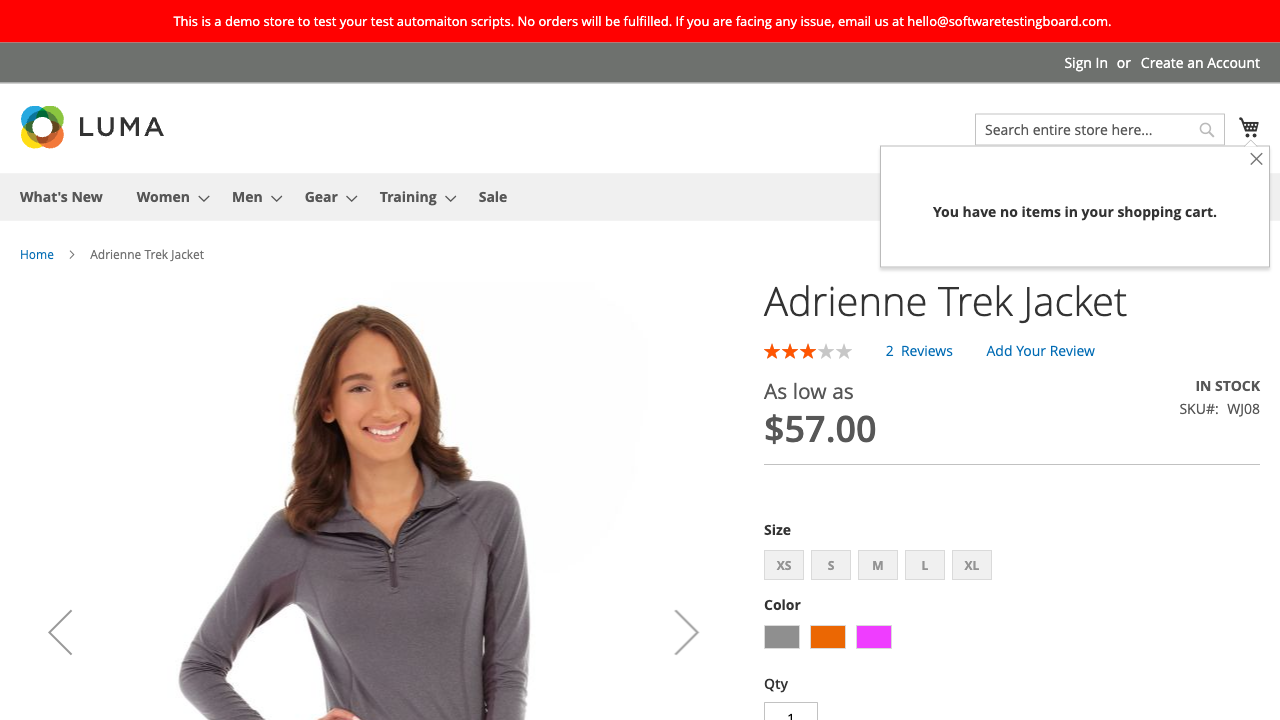 This is a demo store to test your test automaiton scripts. No orders will be fulfilled. If you are facing any issue, email us at hello@softwaretestingboard.com.
Sign In or Create an Account
LUMA
Search entire store here...
What's New Women Men Gear Training Sale
You have no items in your shopping cart.
Home Adrienne Trek Jacket
Adrienne Trek Jacket
2 Reviews Add Your Review
As low as
$57.00
IN STOCK
SKU#: WJ08
Size
XS S M L XL
Color
Qty
1